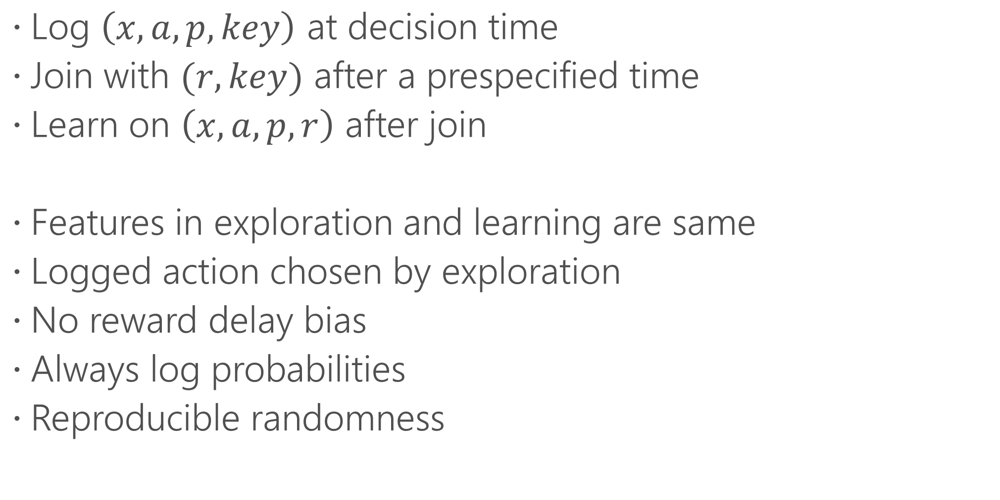 · Log (x, a, p, key) at decision time
· Join with (r, key) after a prespecified time
· Learn on (x, a, p, r) after join
· Features in exploration and learning are same
· Logged action chosen by exploration
· No reward delay bias
· Always log probabilities
· Reproducible randomness